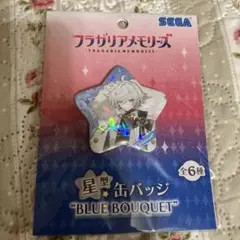 SEGA
フラガリアメモリーズ
FRAGARIA MEMORIES
全6種
星型
缶バッジ
"BLUE BOUQUET"